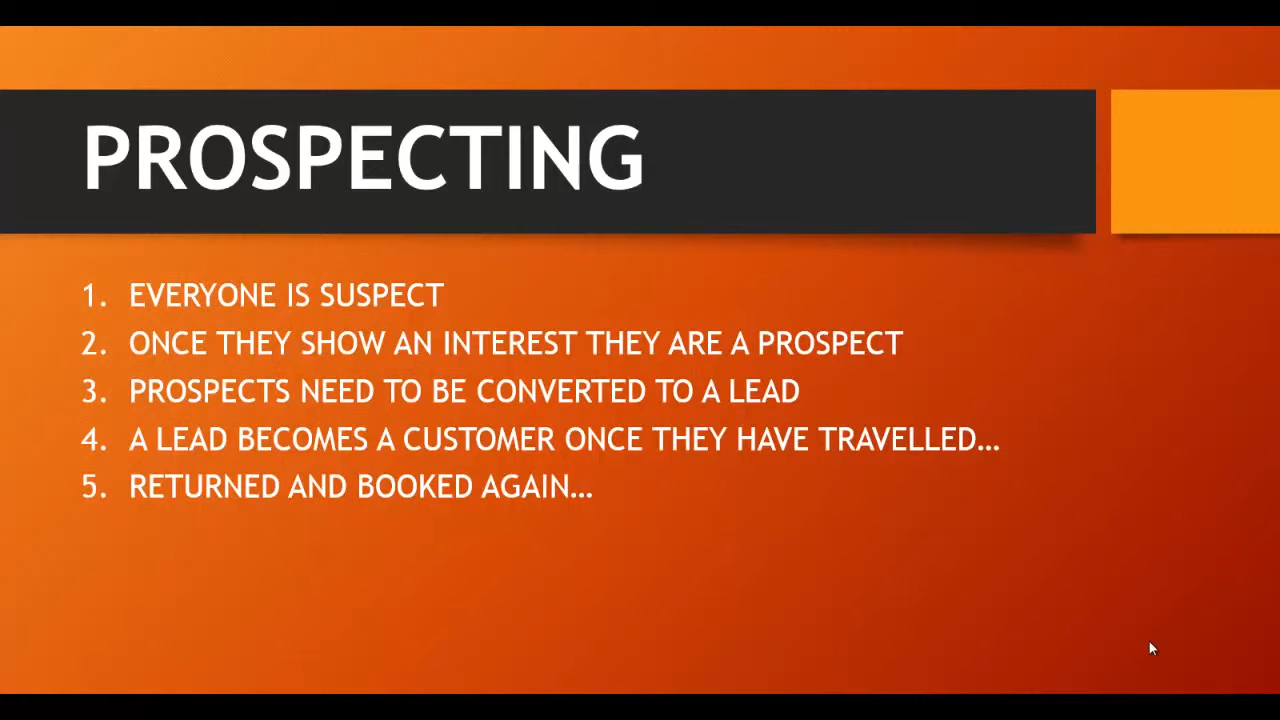 PROSPECTING
1. EVERYONE IS SUSPECT
2. ONCE THEY SHOW AN INTEREST THEY ARE A PROSPECT
3. PROSPECTS NEED TO BE CONVERTED TO A LEAD
4. A LEAD BECOMES A CUSTOMER ONCE THEY HAVE TRAVELLED...
5. RETURNED AND BOOKED AGAIN...